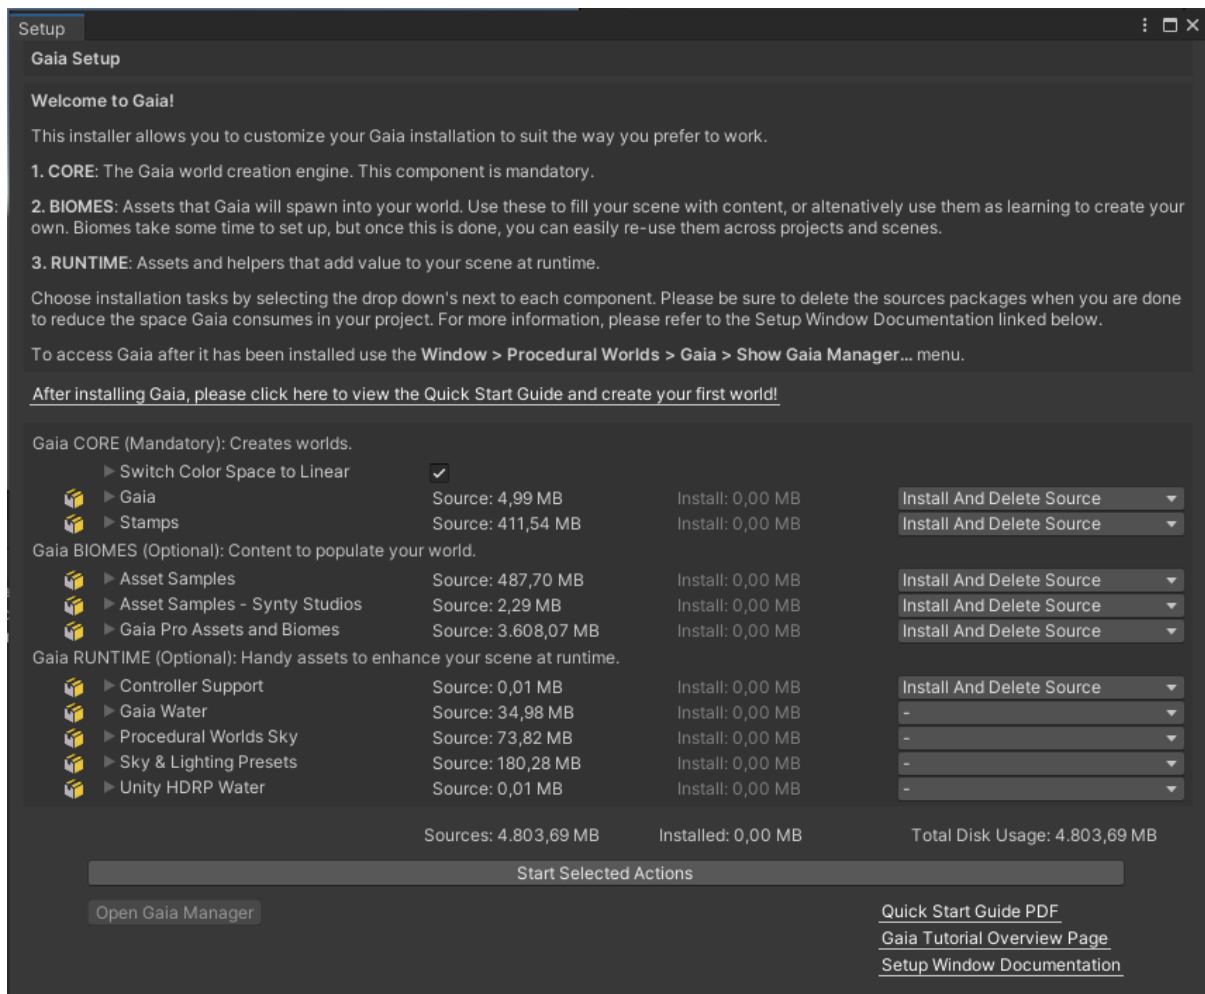 Setup
Gaia Setup
Welcome to Gaia!
This installer allows you to customize your Gaia installation to suit the way you prefer to work.
1. CORE: The Gaia world creation engine. This component is mandatory.
2. BIOMES: Assets that Gaia will spawn into your world. Use these to fill your scene with content, or altenatively use them as learning to create your
own. Biomes take some time to set up, but once this is done, you can easily re-use them across projects and scenes.
3. RUNTIME: Assets and helpers that add value to your scene at runtime.
Choose installation tasks by selecting the drop down's next to each component. Please be sure to delete the sources packages when you are done
to reduce the space Gaia consumes in your project. For more information, please refer to the Setup Window Documentation linked below.
To access Gaia after it has been installed use the Window > Procedural Worlds > Gaia > Show Gaia Manager... menu.
After installing Gaia, please click here to view the Quick Start Guide and create your first world!
Gaia CORE (Mandatory): Creates worlds.
Switch Color Space to Linear
Gaia Source: 4,99 MB Install: 0,00 MB Install And Delete Source
Stamps Source: 411,54 MB Install: 0,00 MB Install And Delete Source
Gaia BIOMES (Optional): Content to populate your world.
Asset Samples Source: 487,70 MB Install: 0,00 MB Install And Delete Source
Asset Samples - Synty Studios Source: 2,29 MB Install: 0,00 MB Install And Delete Source
Gaia Pro Assets and Biomes Source: 3.608,07 MB Install: 0,00 MB Install And Delete Source
Gaia RUNTIME (Optional): Handy assets to enhance your scene at runtime.
Controller Support Source: 0,01 MB Install: 0,00 MB Install And Delete Source
Gaia Water Source: 34,98 MB Install: 0,00 MB -
Procedural Worlds Sky Source: 73,82 MB Install: 0,00 MB -
Sky & Lighting Presets Source: 180,28 MB Install: 0,00 MB -
Unity HDRP Water Source: 0,01 MB Install: 0,00 MB -
Sources: 4.803,69 MB Installed: 0,00 MB Total Disk Usage: 4.803,69 MB
Start Selected Actions
Open Gaia Manager
Quick Start Guide PDF
Gaia Tutorial Overview Page
Setup Window Documentation